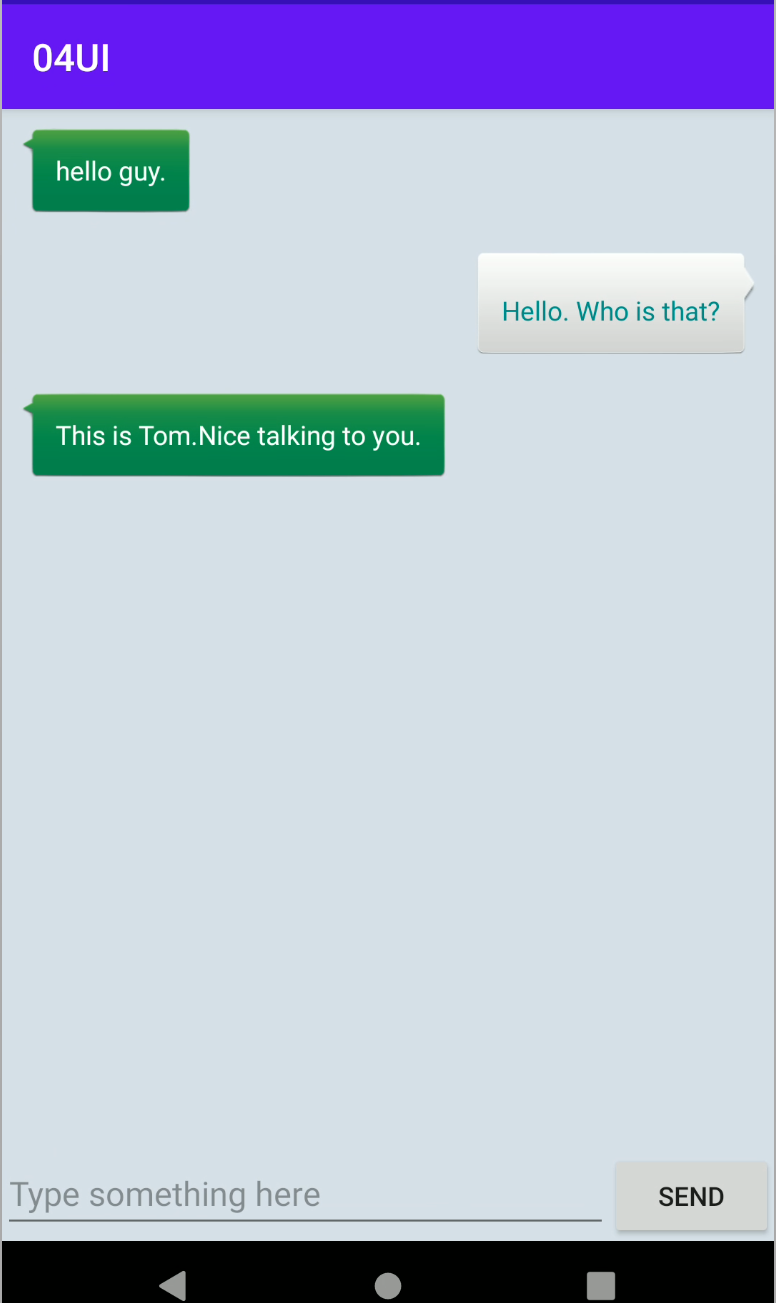 04UI
hello guy.
Hello. Who is that?
This is Tom.Nice talking to you.
Type something here
SEND